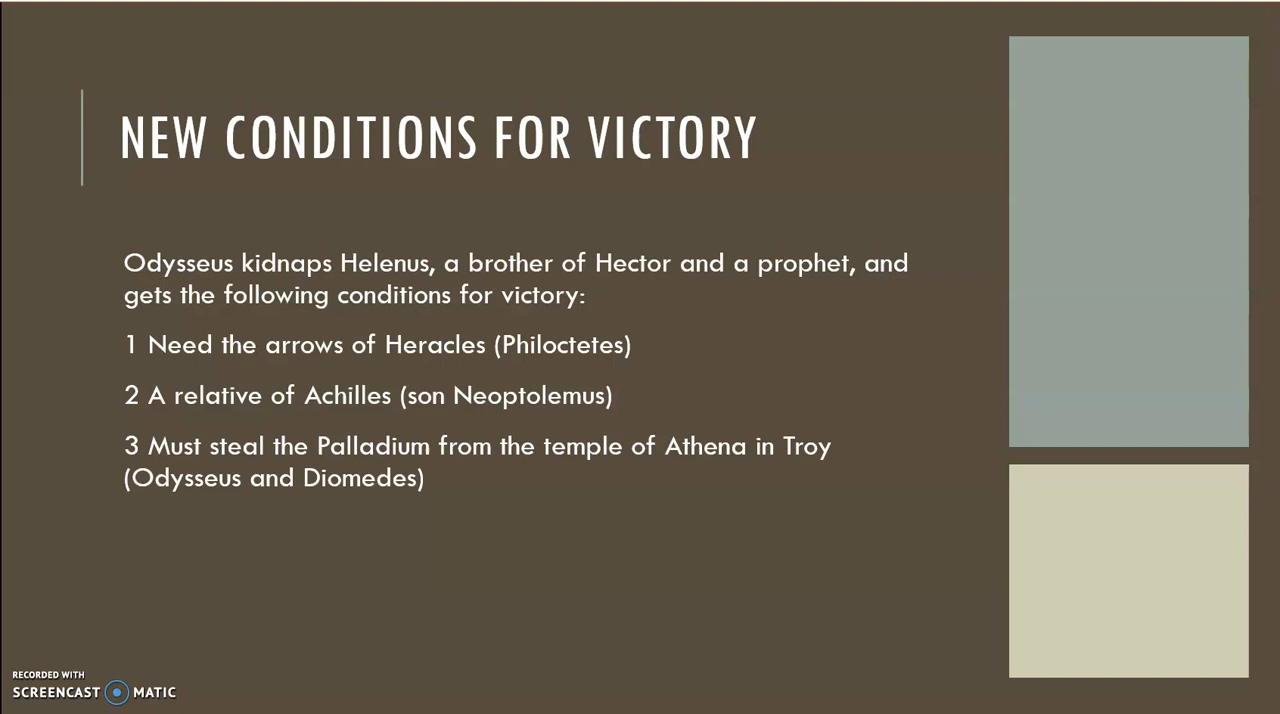 NEW CONDITIONS FOR VICTORY
Odysseus kidnaps Helenus, a brother of Hector and a prophet, and
gets the following conditions for victory:
1 Need the arrows of Heracles (Philoctetes)
2 A relative of Achilles (son Neoptolemus)
3 Must steal the Palladium from the temple of Athena in Troy
(Odysseus and Diomedes)
RECORDED WITH
SCREENCAST MATIC